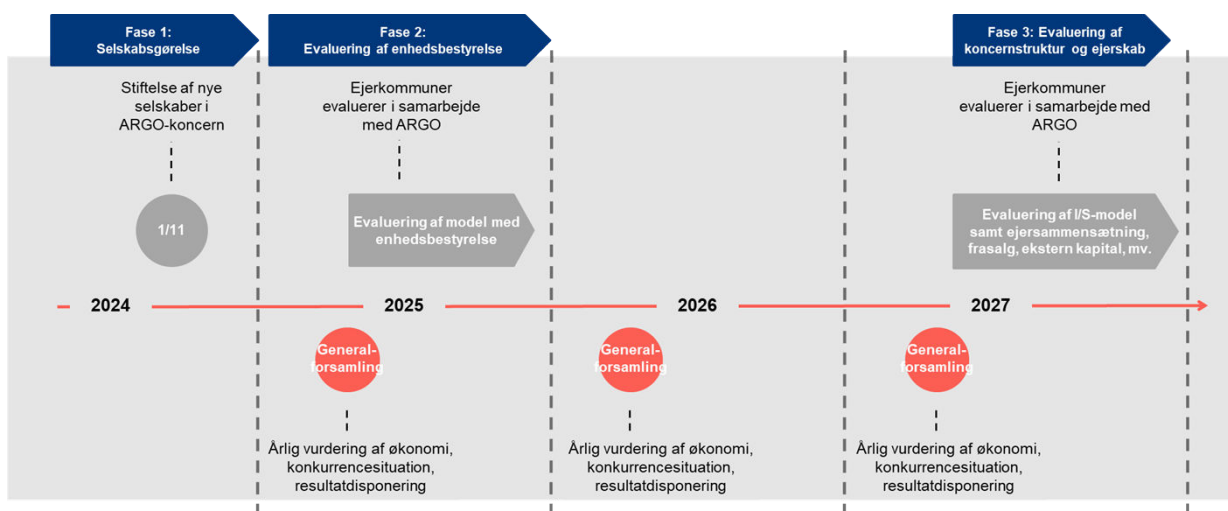 Fase 1:
Selskabsgørelse
Fase 2:
Evaluering af enhedsbestyrelse
Fase 3: Evaluering af
koncernstruktur og ejerskab
Stiftelse af nye
selskaber i
ARGO-koncern
Ejerkommuner
evaluerer i samarbejde
med ARGO
Ejerkommuner
evaluerer i samarbejde med
ARGO
1/11
Evaluering af model med
enhedsbestyrelse
Evaluering af I/S-model
samt ejersammensætning,
frasalg, ekstern kapital, mv.
2024
2025
2026
2027
General-
forsamling
General-
forsamling
General-
forsamling
Årlig vurdering af økonomi,
konkurrencesituation,
resultatdisponering
Årlig vurdering af økonomi,
konkurrencesituation,
resultatdisponering
Årlig vurdering af økonomi,
konkurrencesituation,
resultatdisponering